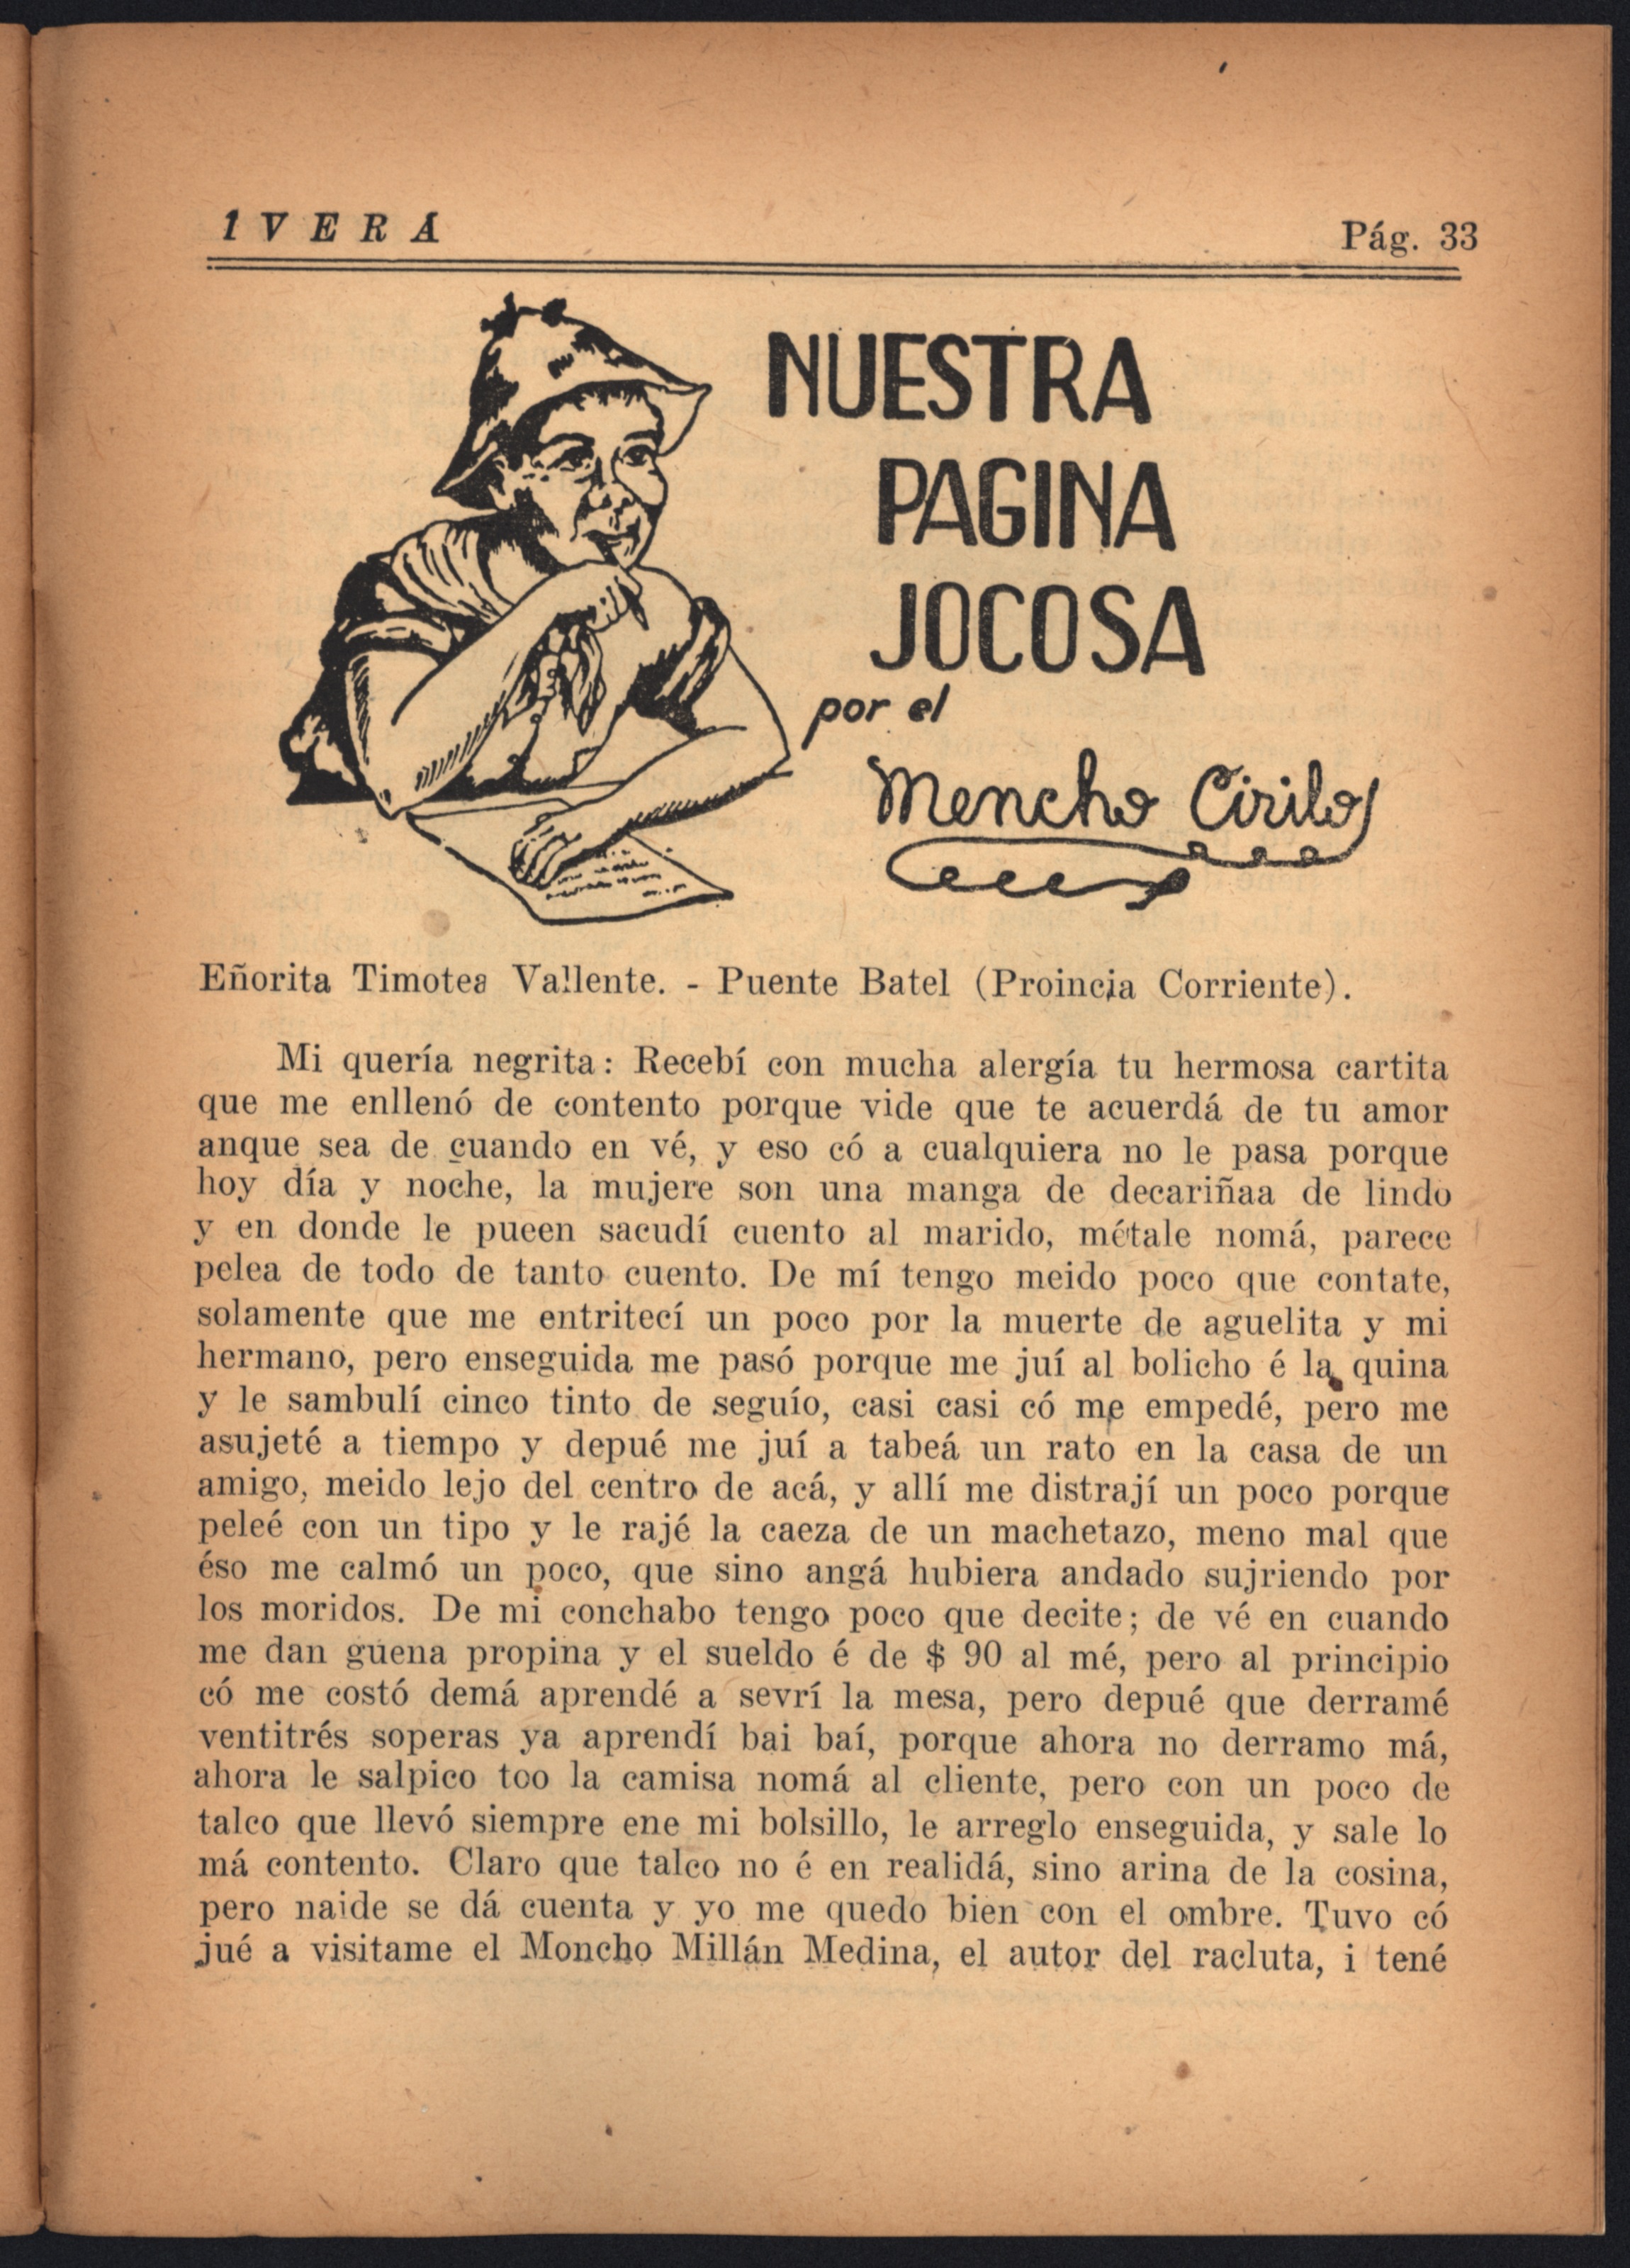 1 V E R Á
Pág. 33
NUESTRA
PAGINA
JOCOSA
por el
Mencho Cirilo
Eñorita Timotea Vallente. - Puente Batel (Proincia Corriente).
Mi quería negrita: Recebí con mucha alergía tu hermosa cartita
que me enllenó de contento porque vide que te acuerdá de tu amor
anque sea de cuando en vé, y eso có a cualquiera no le pasa porque
hoy día y noche, la mujere son una manga de decariñaa de lindo
y en donde le pueen sacudí cuento al marido, métale nomá, parece
pelea de todo de tanto cuento. De mí tengo meido poco que contate,
solamente que me entritecí un poco por la muerte de aguelita y mi
hermano, pero enseguida me pasó porque me juí al bolicho é la quina
y le sambulí cinco tinto de seguío, casi casi có me empedé, pero me
asujeté a tiempo y depué me juí a tabeá un rato en la casa de un
amigo, meido lejo del centro de acá, y allí me distrají un poco porque
peleé con un tipo y le rajé la caeza de un machetazo, meno mal que
éso me calmó un poco, que sino angá hubiera andado sujriendo por
los moridos. De mi conchabo tengo poco que decite; de vé en cuando
me dan guena propina y el sueldo é de $ 90 al mé, pero al principio
có me costó demá aprendé a sevrí la mesa, pero depué que derramé
ventitrés soperas ya aprendí bai baí, porque ahora no derramo má,
ahora le salpico too la camisa nomá al cliente, pero con un poco de
talco que llevó siempre ene mi bolsillo, le arreglo enseguida, y sale lo
má contento. Claro que talco no é en realidá, sino arina de la cosina,
pero naide se dá cuenta y yo me quedo bien con el ombre. Tuvo có
jué a visitame el Moncho Millán Medina, el autor del racluta, i tené